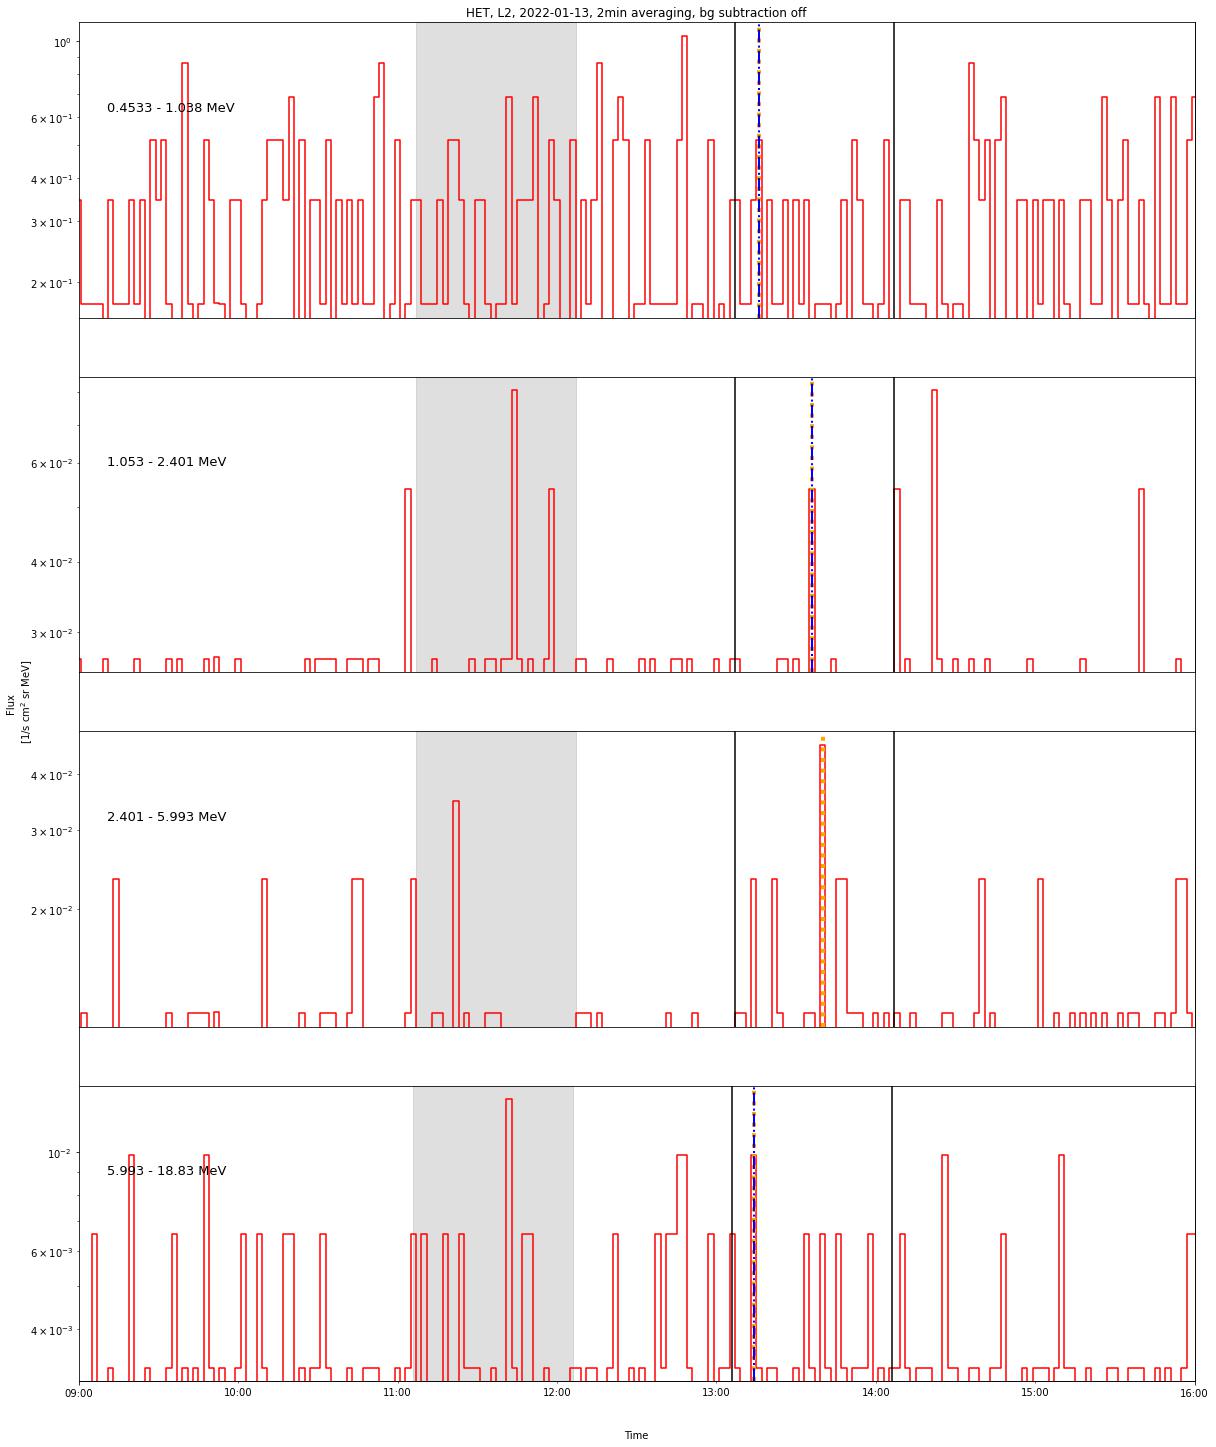 HET, L2, 2022-01-13, 2min averaging, bg subtraction off
10⁰
6 × 10⁻¹
4 × 10⁻¹
3 × 10⁻¹
2 × 10⁻¹
0.4533 - 1.038 MeV
6 × 10⁻²
4 × 10⁻²
3 × 10⁻²
1.053 - 2.401 MeV
Flux
[1/s cm² sr MeV]
4 × 10⁻²
3 × 10⁻²
2 × 10⁻²
2.401 - 5.993 MeV
10⁻²
6 × 10⁻³
4 × 10⁻³
5.993 - 18.83 MeV
09:00 10:00 11:00 12:00 13:00 14:00 15:00 16:00
Time